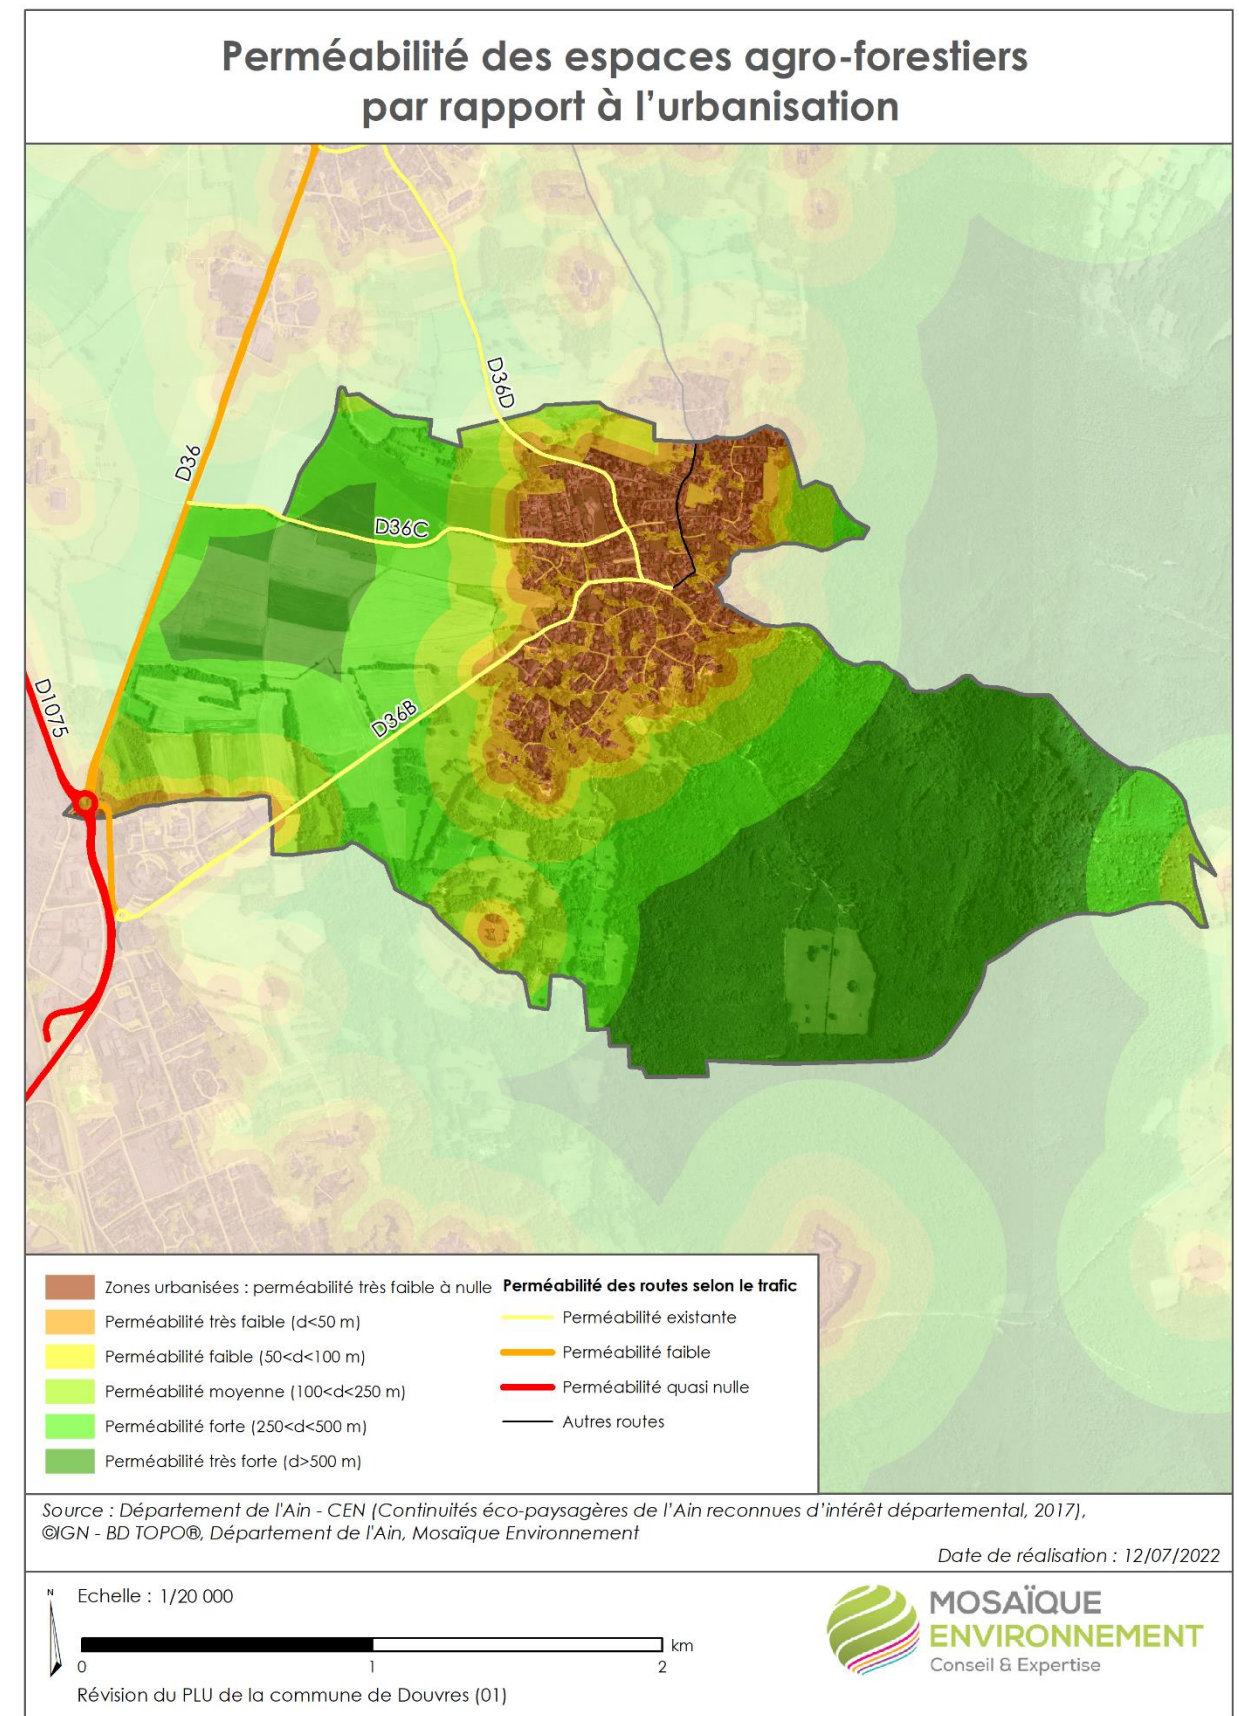 Perméabilité des espaces agro-forestiers
par rapport à l'urbanisation
D36D
D36
D36C
D1075
D36B
Zones urbanisées : perméabilité très faible à nulle
Perméabilité très faible (d<50 m)
Perméabilité faible (50<d<100 m)
Perméabilité moyenne (100<d<250 m)
Perméabilité forte (250<d<500 m)
Perméabilité très forte (d>500 m)
Perméabilité des routes selon le trafic
Perméabilité existante
Perméabilité faible
Perméabilité quasi nulle
Autres routes
Source : Département de l'Ain - CEN (Continuités éco-paysagères de l'Ain reconnues d'intérêt départemental, 2017),
©IGN - BD TOPO®, Département de l'Ain, Mosaïque Environnement
Date de réalisation : 12/07/2022
N
Echelle : 1/20 000
km
0 1 2
Révision du PLU de la commune de Douvres (01)
MOSAÏQUE
ENVIRONNEMENT
Conseil & Expertise